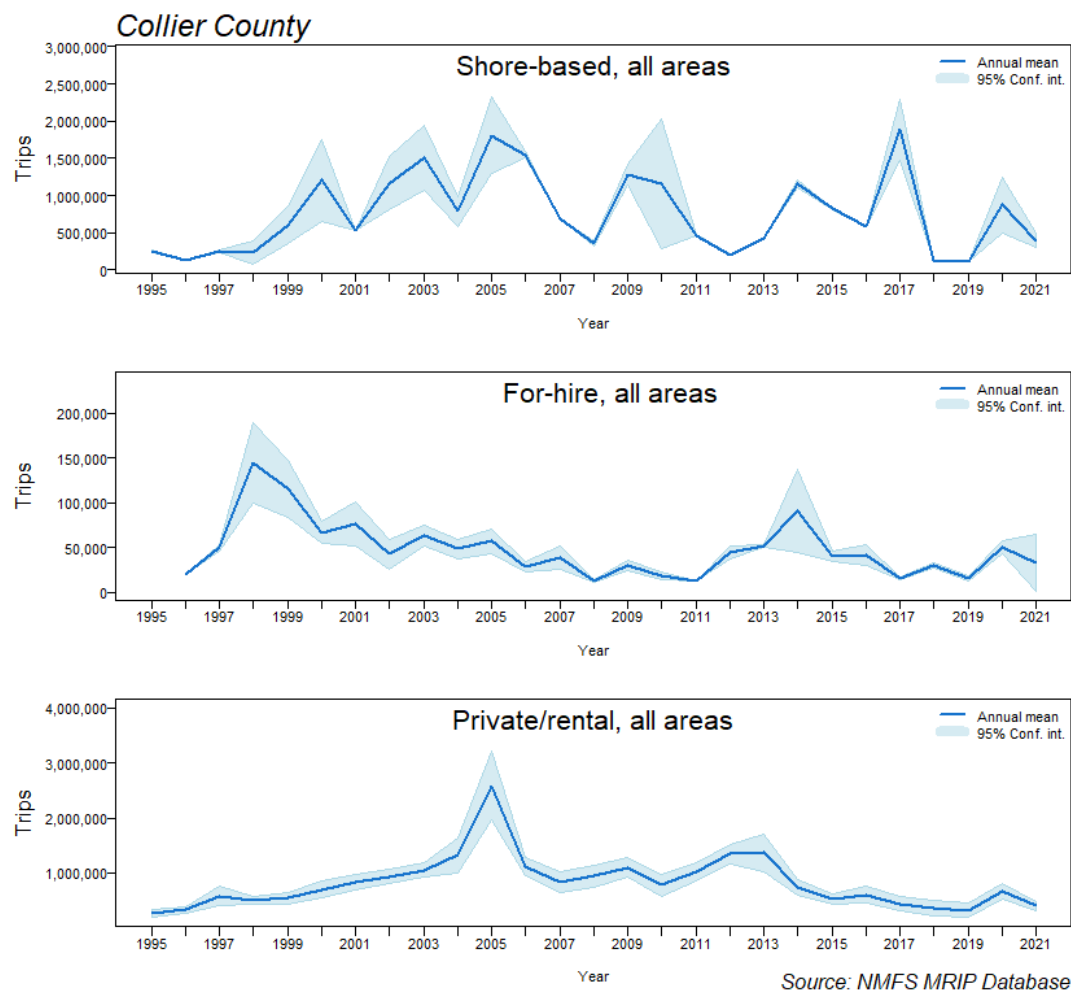 Collier County
Shore-based, all areas
Annual mean
95% Conf. int.
Trips
3,000,000
2,500,000
2,000,000
1,500,000
1,000,000
500,000
0
1995 1997 1999 2001 2003 2005 2007 2009 2011 2013 2015 2017 2019 2021
Year
For-hire, all areas
Annual mean
95% Conf. int.
Trips
200,000
150,000
100,000
50,000
0
1995 1997 1999 2001 2003 2005 2007 2009 2011 2013 2015 2017 2019 2021
Year
Private/rental, all areas
Annual mean
95% Conf. int.
Trips
4,000,000
3,000,000
2,000,000
1,000,000
1995 1997 1999 2001 2003 2005 2007 2009 2011 2013 2015 2017 2019 2021
Year
Source: NMFS MRIP Database